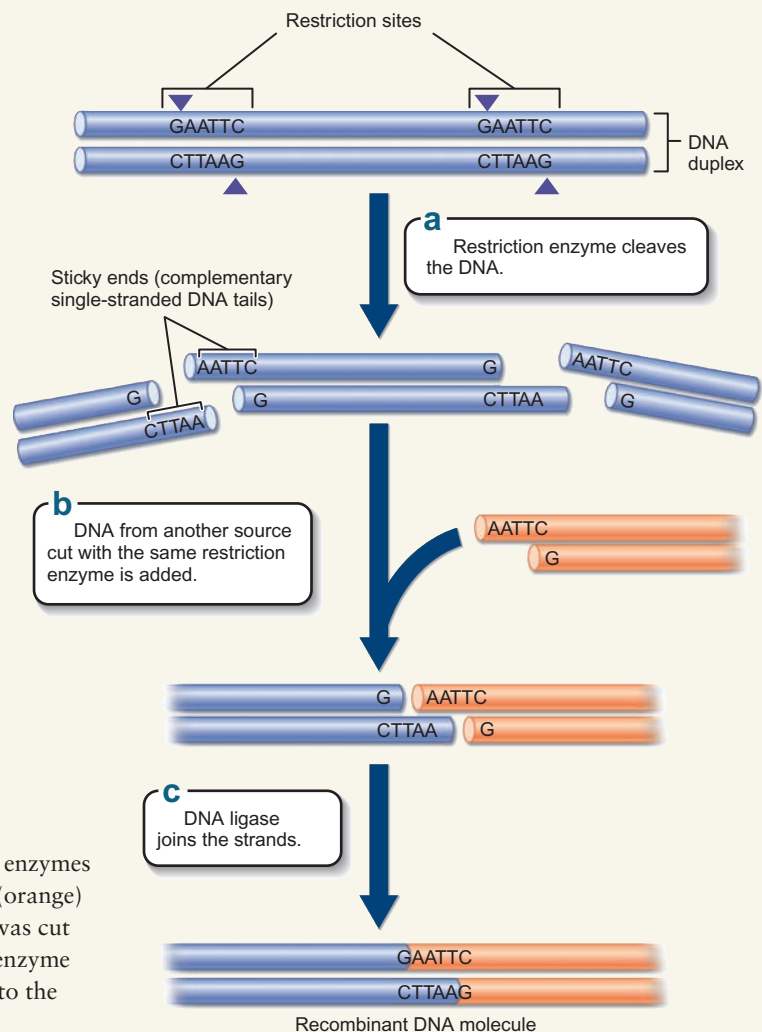 Restriction sites
GAATTC GAATTC
CTTAAG CTTAAG
DNA
duplex
a
Restriction enzyme cleaves
the DNA.
Sticky ends (complementary
single-stranded DNA tails)
AATTC G AATTC
G G CTTAA G
CTTAA
b
DNA from another source
cut with the same restriction
enzyme is added.
AATTC
G
G AATTC
CTTAA G
c
DNA ligase
joins the strands.
enzymes
(orange)
was cut
enzyme
to the
GAATTC
CTTAAG
Recombinant DNA molecule